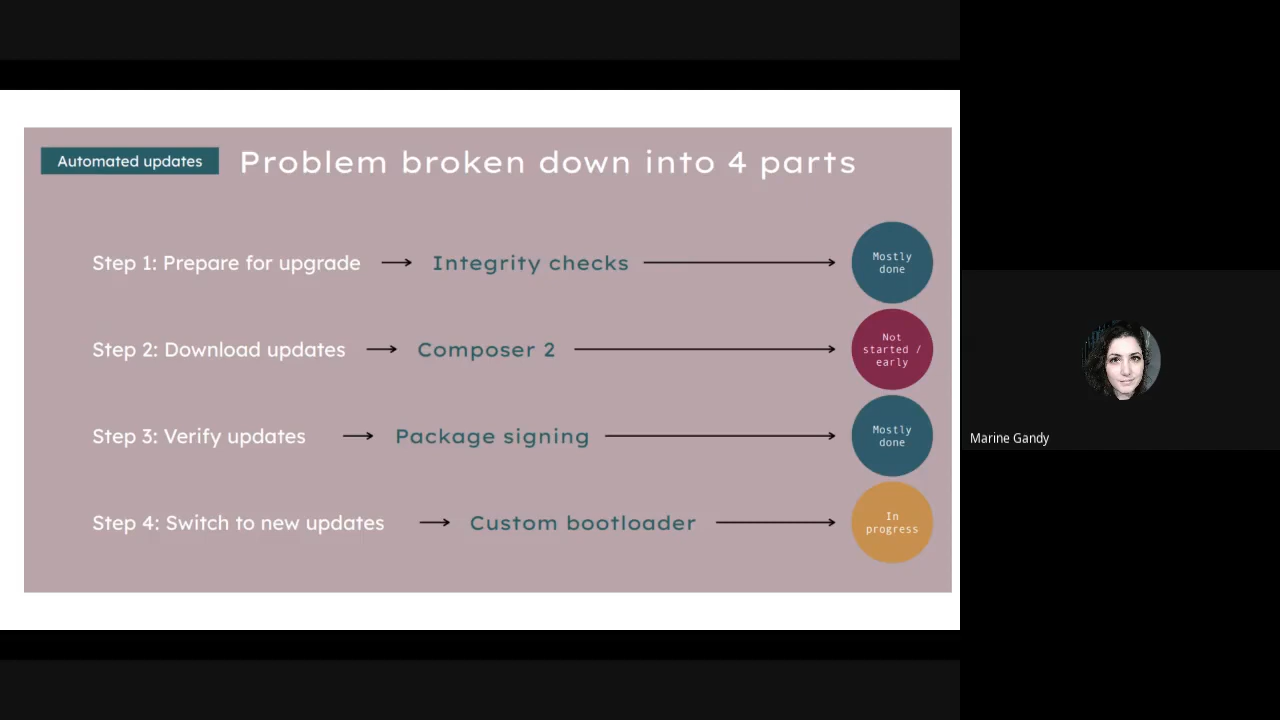 Automated updates
Problem broken down into 4 parts
Step 1: Prepare for upgrade
Integrity checks
Mostly
done
Step 2: Download updates
Composer 2
Not
started /
early
Step 3: Verify updates
Package signing
Mostly
done
Step 4: Switch to new updates
Custom bootloader
In
progress
Marine Gandy